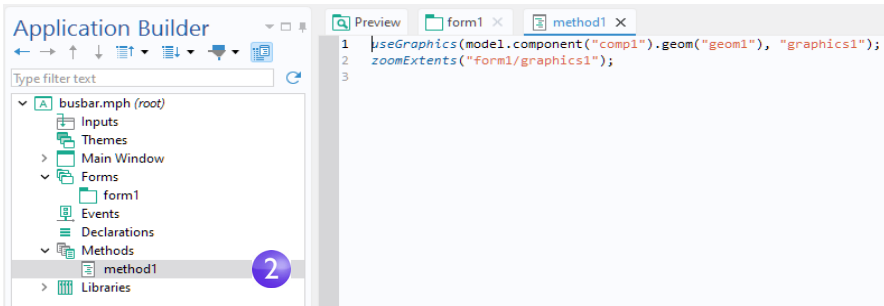 Application Builder
Type filter text
busbar.mph (root)
Inputs
Themes
Main Window
Forms
form1
Events
Declarations
Methods
method1
Libraries
2
Preview form1 method1
1 useGraphics(model.component("comp1").geom("geom1"), "graphics1");
2 zoomExtents("form1/graphics1");
3